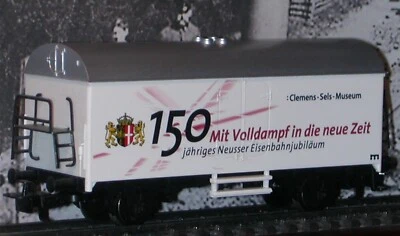 :Clemens-Sels-Museum
150 Mit Volldampf in die neue Zeit
jähriges Neusser Eisenbahnjubiläum